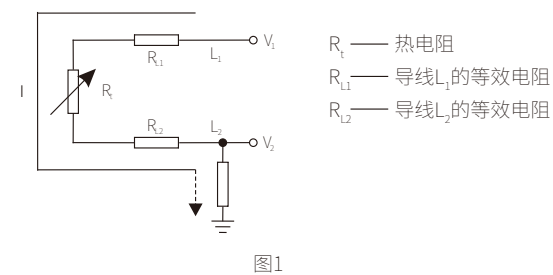 V1
RL1
L1
Rt
I
RL2
L2
V2
Rt —— 热电阻
RL1 —— 导线L1的等效电阻
RL2 —— 导线L2的等效电阻
图1